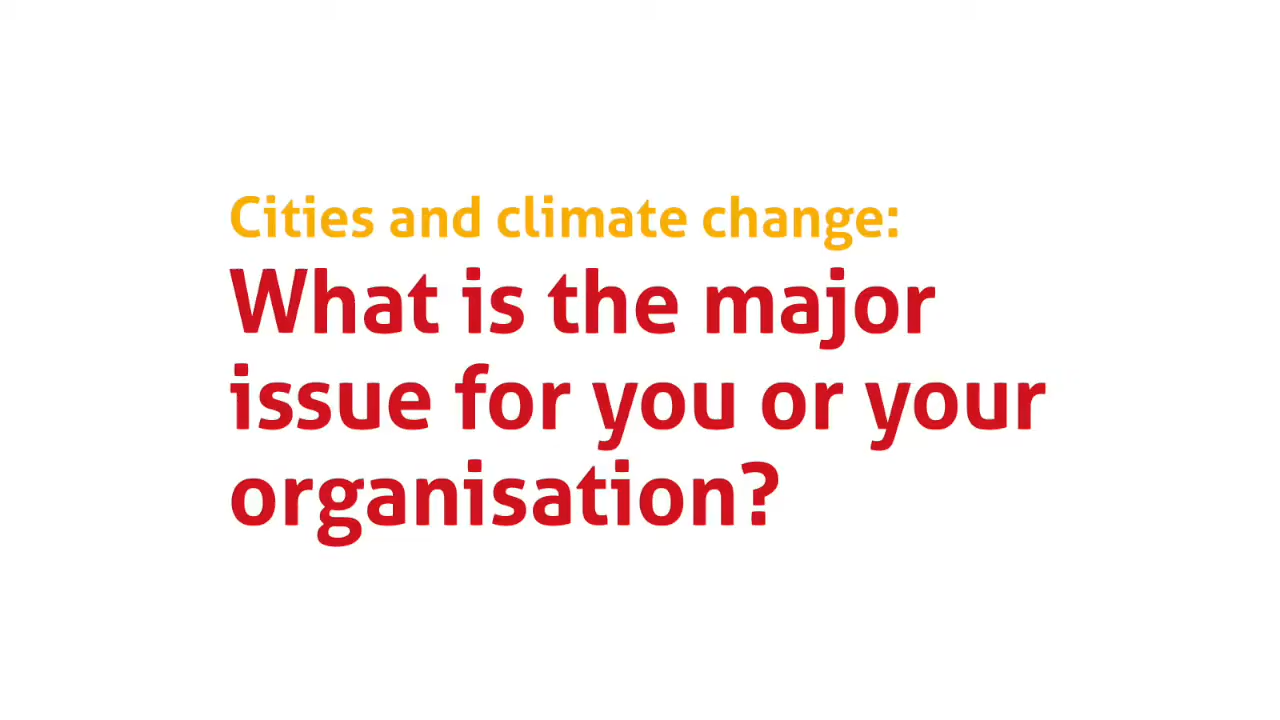 Cities and climate change:
What is the major
issue for you or your
organisation?